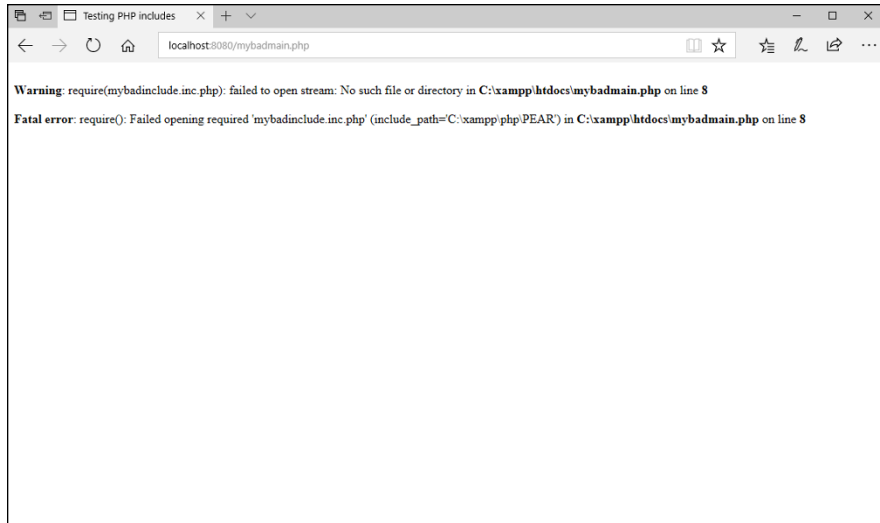 Testing PHP includes
localhost:8080/mybadmain.php
Warning: require(mybadinclude.inc.php): failed to open stream: No such file or directory in C:\xampp\htdocs\mybadmain.php on line 8
Fatal error: require(): Failed opening required 'mybadinclude.inc.php' (include_path='C:\xampp\php\PEAR') in C:\xampp\htdocs\mybadmain.php on line 8